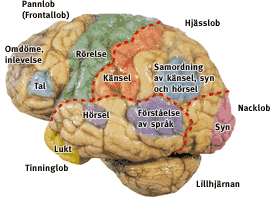 Pannlob
(Frontallob)
Hjässlob
Omdöme,
inlevelse
Rörelse
Känsel
Samordning
av känsel, syn
och hörsel
Tal
Hörsel
Förståelse
av språk
Nacklob
Syn
Lukt
Tinninglob
Lillhjärnan